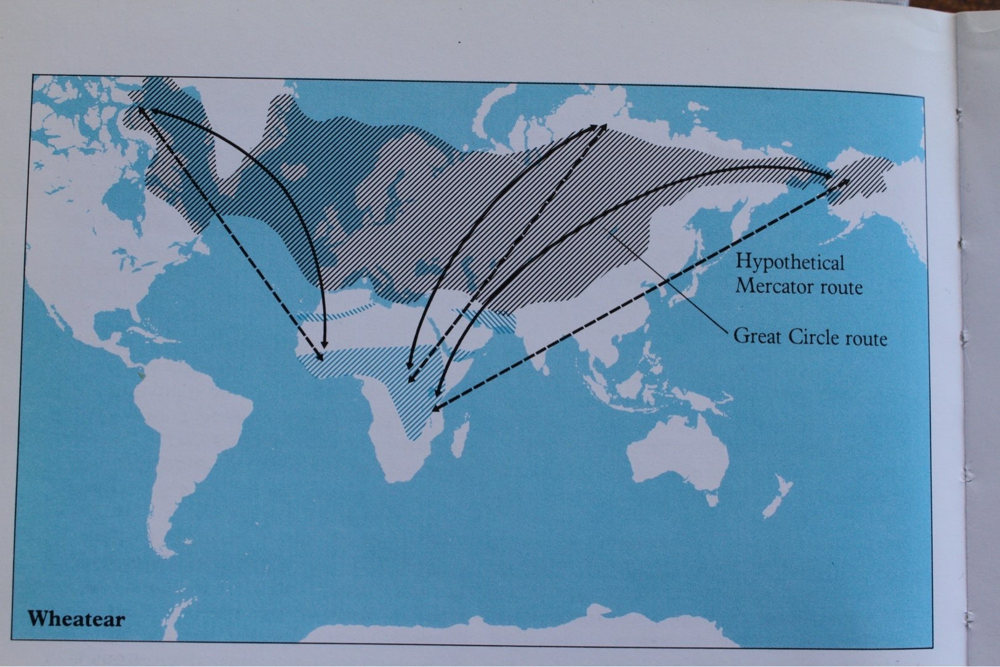 Hypothetical
Mercator route
Great Circle route
Wheatear